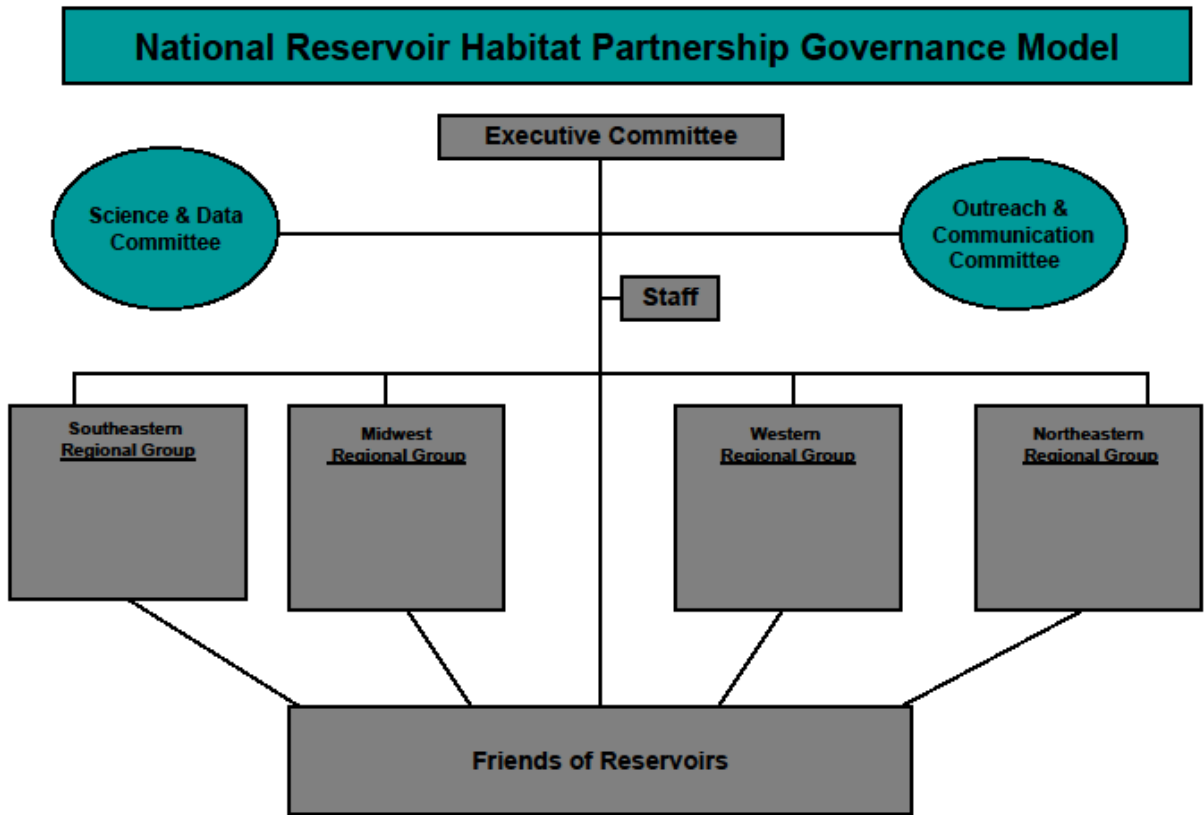 National Reservoir Habitat Partnership Governance Model
Executive Committee
Science & Data
Committee
Outreach &
Communication
Committee
Staff
Southeastern
Regional Group
Midwest
Regional Group
Western
Regional Group
Northeastern
Regional Group
Friends of Reservoirs